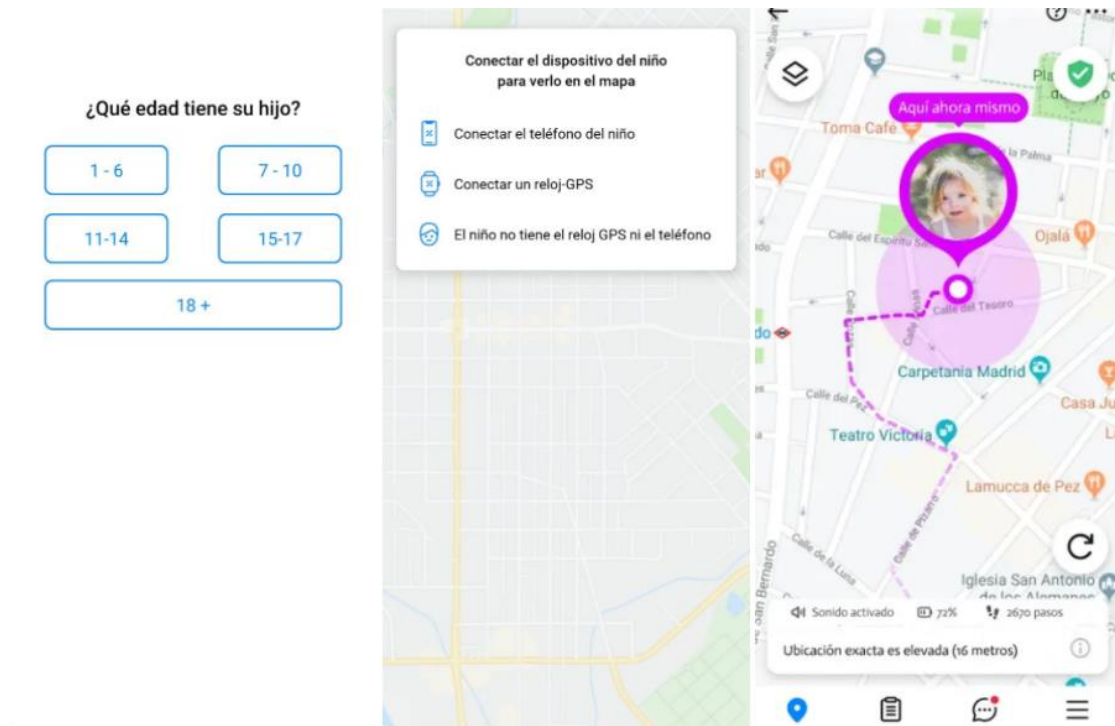 ¿Qué edad tiene su hijo?
1 - 6
7 - 10
11-14
15-17
18 +
Conectar el dispositivo del niño
para verlo en el mapa
Conectar el teléfono del niño
Conectar un reloj-GPS
El niño no tiene el reloj GPS ni el teléfono
Aquí ahora mismo
Toma Café
la Palma
Calle del Espíritu
Ojalá
Calle del Tesoro
Carpetania Madrid
Calle del Pez
Casa
Teatro Victoria
Lamucca de Pez
Calle de Pizarro
Calle de la Luna
San Bernardo
Iglesia San Antonio
de los Alemanes
Sonido activado
72%
2670 pasos
Ubicación exacta es elevada (16 metros)